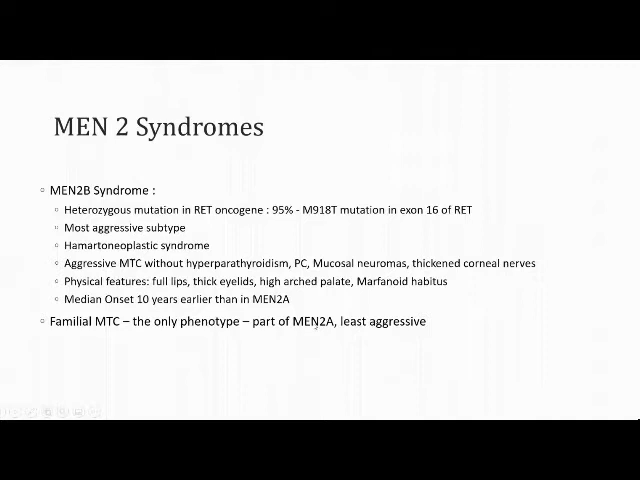 MEN 2 Syndromes
MEN2B Syndrome :
Heterozygous mutation in RET oncogene : 95% - M918T mutation in exon 16 of RET
Most aggressive subtype
Hamartoneoplastic syndrome
Aggressive MTC without hyperparathyroidism, PC, Mucosal neuromas, thickened corneal nerves
Physical features: full lips, thick eyelids, high arched palate, Marfanoid habitus
Median Onset 10 years earlier than in MEN2A
Familial MTC – the only phenotype – part of MEN2A, least aggressive